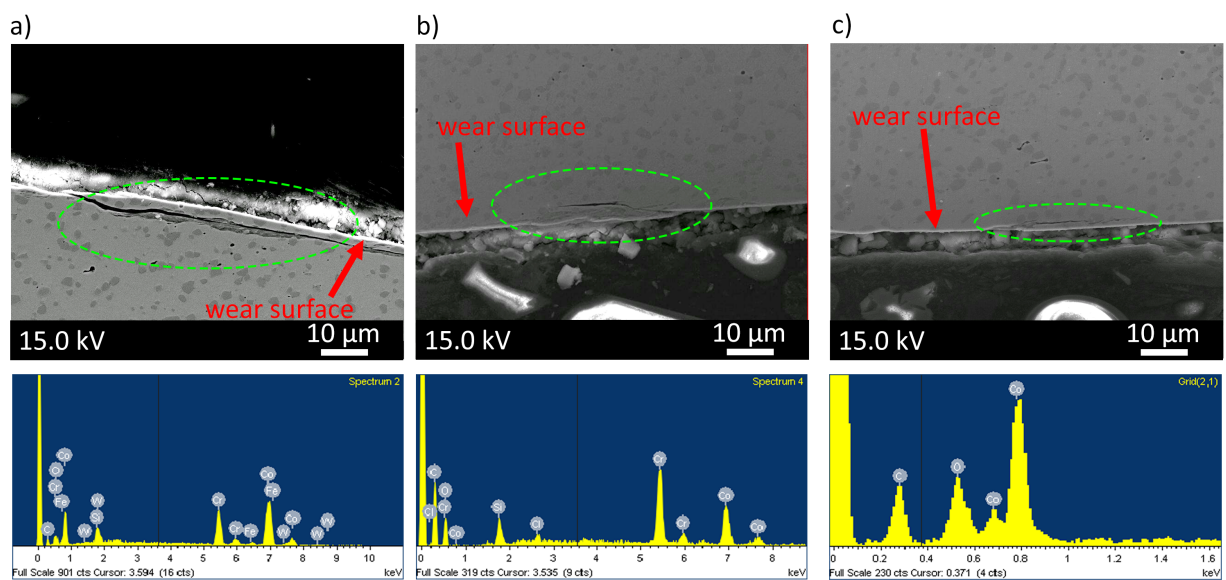 a)
b)
c)
wear surface
wear surface
wear surface
15.0 kV
10 µm
15.0 kV
10 µm
15.0 kV
10 µm
Spectrum 2
Co
Cr
Cr
Fe
C
W
W
Si
Cr
Cr
Co
Fe
Fe
W
Co
W
W
0 1 2 3 4 5 6 7 8 9 10
Full Scale 901 cts Cursor: 3.594 (16 cts)
keV
Spectrum 4
C
Cl
O
Cr
Co
Si
Cl
Cr
Cr
Co
Co
0 1 2 3 4 5 6 7 8
Full Scale 319 cts Cursor: 3.535 (9 cts)
keV
Grid(2,1)
C
O
Co
Co
0 0.2 0.4 0.6 0.8 1 1.2 1.4 1.6
Full Scale 230 cts Cursor: 0.371 (4 cts)
keV